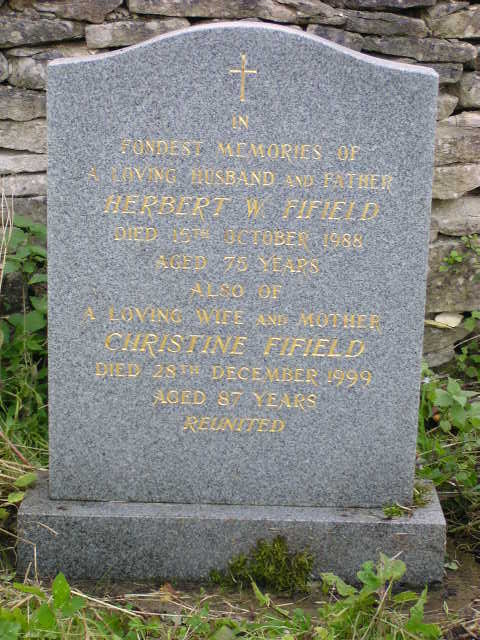 IN
FONDEST MEMORIES OF
A LOVING HUSBAND AND FATHER
HERBERT W. FIFIELD
DIED 15TH OCTOBER 1988
AGED 75 YEARS
ALSO OF
A LOVING WIFE AND MOTHER
CHRISTINE FIFIELD
DIED 28TH DECEMBER 1999
AGED 87 YEARS
REUNITED